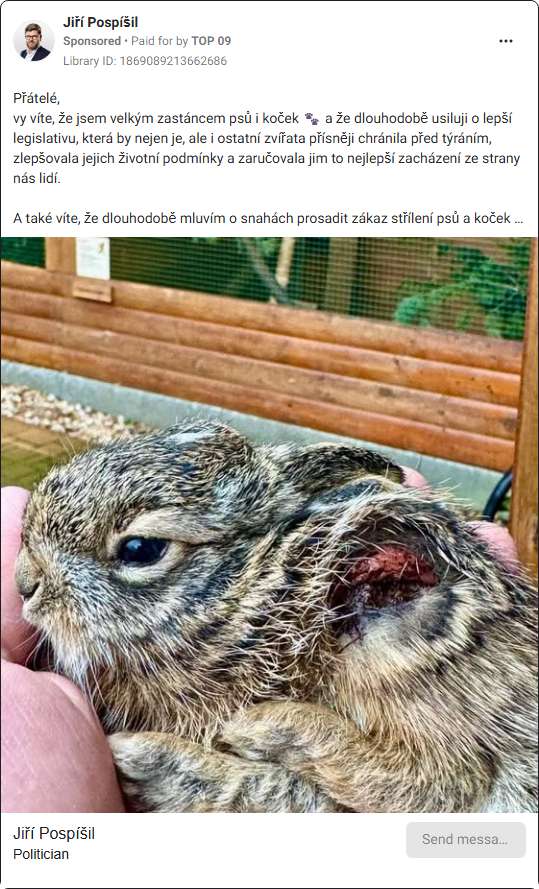 Jiří Pospíšil
Sponsored • Paid for by TOP 09
Library ID: 1869089213662686
Přátelé,
vy víte, že jsem velkým zastáncem psů i koček 🐾 a že dlouhodobě usiluji o lepší
legislativu, která by nejen je, ale i ostatní zvířata přísněji chránila před týráním,
zlepšovala jejich životní podmínky a zaručovala jim to nejlepší zacházení ze strany
nás lidí.
A také víte, že dlouhodobě mluvím o snahách prosadit zákaz střílení psů a koček ...
Jiří Pospíšil
Politician
Send messa...